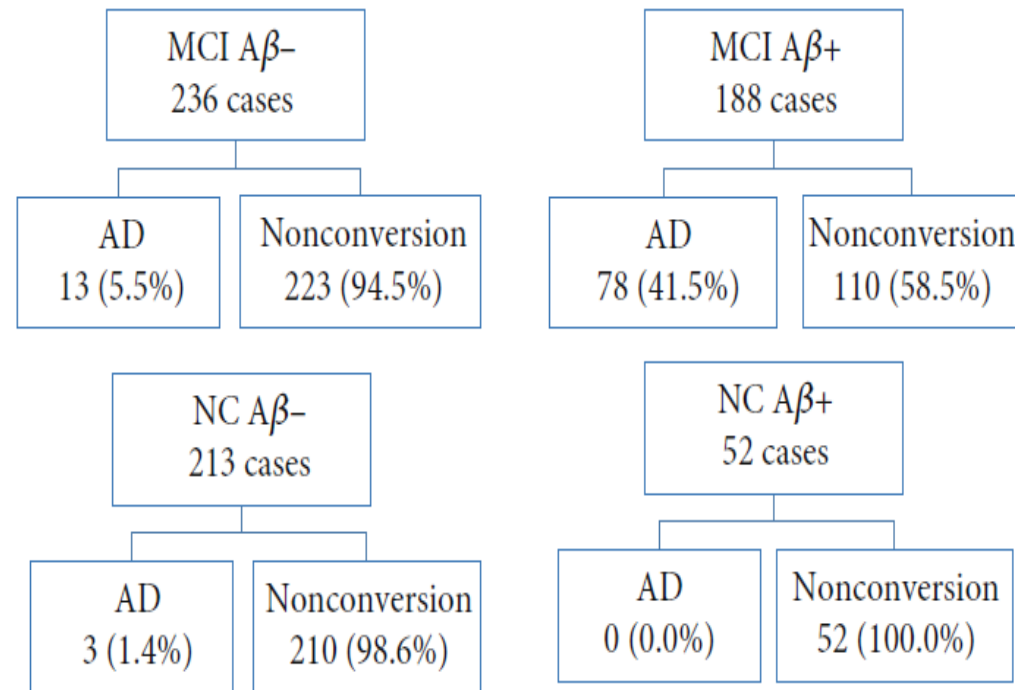 MCI Aβ–
236 cases
AD
13 (5.5%)
Nonconversion
223 (94.5%)
MCI Aβ+
188 cases
AD
78 (41.5%)
Nonconversion
110 (58.5%)
NC Aβ–
213 cases
AD
3 (1.4%)
Nonconversion
210 (98.6%)
NC Aβ+
52 cases
AD
0 (0.0%)
Nonconversion
52 (100.0%)